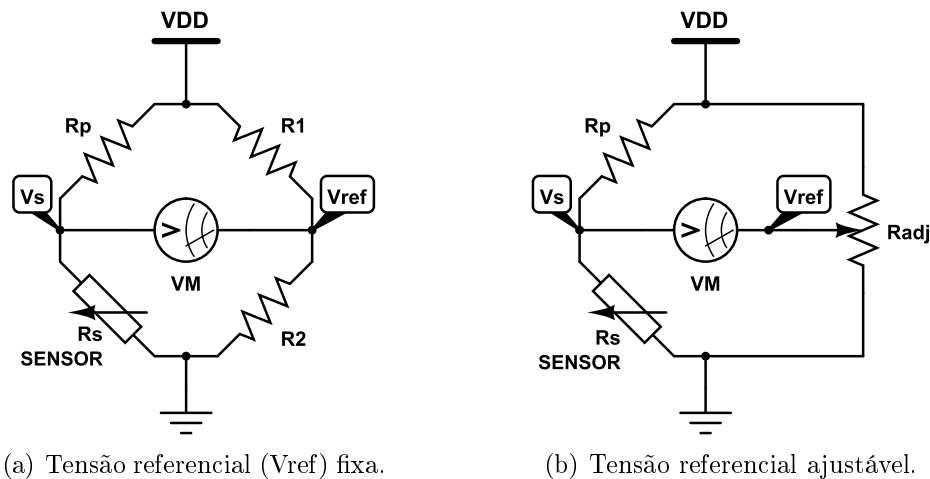 VDD
Rp
R1
Vs
Vref
V
VM
Rs
SENSOR
R2
(a) Tensão referencial (Vref) fixa.
VDD
Rp
Vs
Vref
V
VM
Radj
Rs
SENSOR
(b) Tensão referencial ajustável.